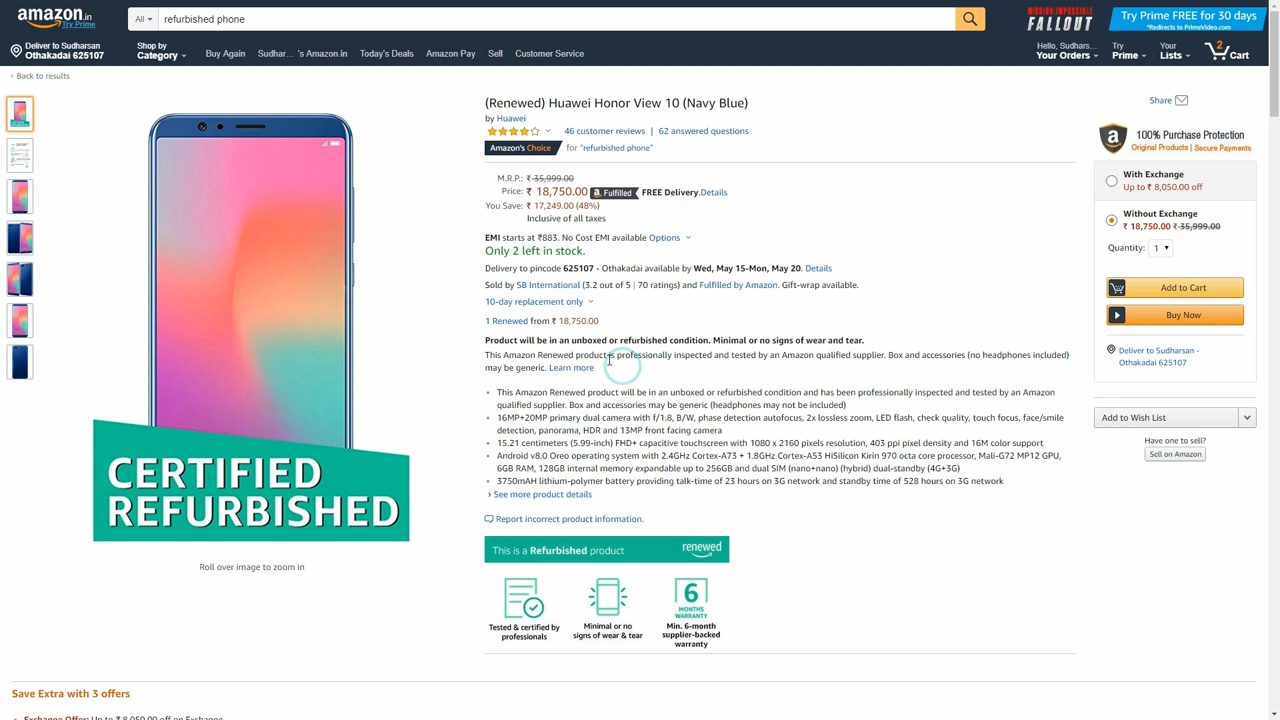 amazon.in
Try Prime
All
refurbished phone
MISSION: IMPOSSIBLE
FALLOUT
Try Prime FREE for 30 days
*Redirects to PrimeVideo.com
Deliver to Sudharsan
Othakadai 625107
Shop by
Category
Buy Again
Sudhar... 's Amazon.in
Today's Deals
Amazon Pay
Sell
Customer Service
Hello, Sudhars...
Your Orders
Try
Prime
Your
Lists
2
Cart
‹ Back to results
(Renewed) Huawei Honor View 10 (Navy Blue)
by Huawei
46 customer reviews | 62 answered questions
Amazon's Choice for "refurbished phone"
M.R.P.: ₹ 35,999.00
Price: ₹ 18,750.00 a Fulfilled FREE Delivery.Details
You Save: ₹ 17,249.00 (48%)
Inclusive of all taxes
EMI starts at ₹883. No Cost EMI available Options
Only 2 left in stock.
Delivery to pincode 625107 - Othakadai available by Wed, May 15-Mon, May 20. Details
Sold by SB International (3.2 out of 5 | 70 ratings) and Fulfilled by Amazon. Gift-wrap available.
10-day replacement only
1 Renewed from ₹ 18,750.00
Product will be in an unboxed or refurbished condition. Minimal or no signs of wear and tear.
This Amazon Renewed product is professionally inspected and tested by an Amazon qualified supplier. Box and accessories (no headphones included)
may be generic. Learn more
• This Amazon Renewed product will be in an unboxed or refurbished condition and has been professionally inspected and tested by an Amazon
qualified supplier. Box and accessories may be generic (headphones may not be included)
• 16MP+20MP primary dual camera with f/1.8, B/W, phase detection autofocus, 2x lossless zoom, LED flash, check quality, touch focus, face/smile
detection, panorama, HDR and 13MP front facing camera
• 15.21 centimeters (5.99-inch) FHD+ capacitive touchscreen with 1080 x 2160 pixels resolution, 403 ppi pixel density and 16M color support
• Android v8.0 Oreo operating system with 2.4GHz Cortex-A73 + 1.8GHz Cortex-A53 HiSilicon Kirin 970 octa core processor, Mali-G72 MP12 GPU,
6GB RAM, 128GB internal memory expandable up to 256GB and dual SIM (nano+nano) (hybrid) dual-standby (4G+3G)
• 3750mAH lithium-polymer battery providing talk-time of 23 hours on 3G network and standby time of 528 hours on 3G network
› See more product details
Report incorrect product information.
This is a Refurbished product renewed
Tested & certified by
professionals
Minimal or no
signs of wear & tear
6
MONTHS
WARRANTY
Min. 6-month
supplier-backed
warranty
CERTIFIED
REFURBISHED
Roll over image to zoom in
Share
a
100% Purchase Protection
Original Products | Secure Payments
With Exchange
Up to ₹ 8,050.00 off
Without Exchange
₹ 18,750.00 ₹ 35,999.00
Quantity: 1
Add to Cart
Buy Now
Deliver to Sudharsan -
Othakadai 625107
Add to Wish List
Have one to sell?
Sell on Amazon
Save Extra with 3 offers
• Exchange Offer: Up to ₹ 8,050.00 off on Exchange